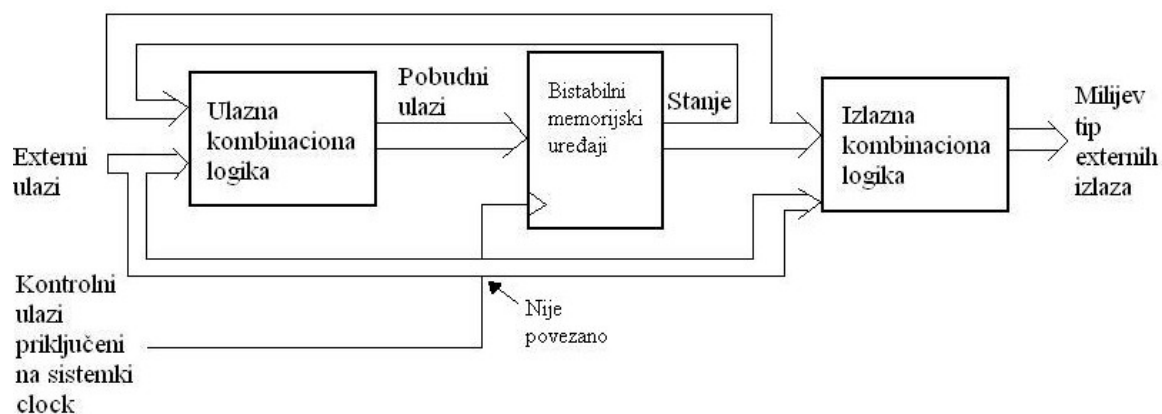 Externi
ulazi
Kontrolni
ulazi
priključeni
na sistemki
clock
Ulazna
kombinaciona
logika
Pobudni
ulazi
Bistabilni
memorijski
uređaji
Stanje
Nije
povezano
Izlazna
kombinaciona
logika
Milijev
tip
externih
izlaza